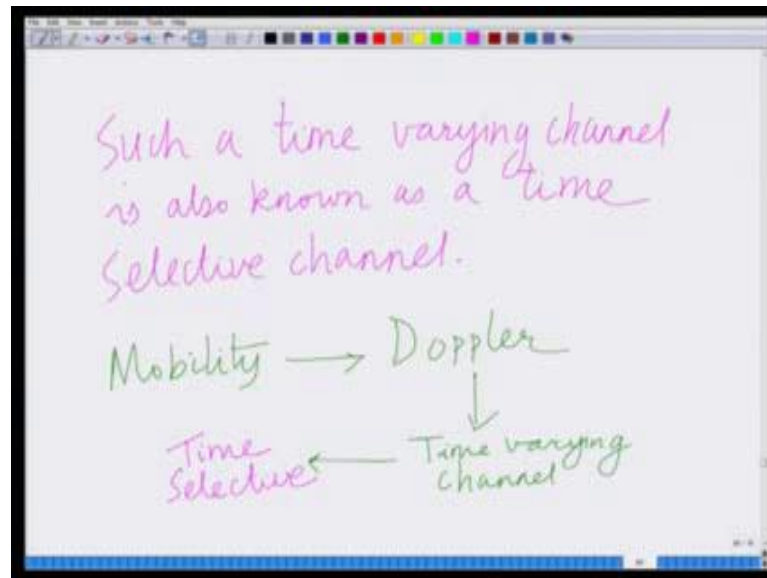 Such a time varying channel
is also known as a time
Selective channel.
Mobility → Doppler
Time Selective ← Time varying channel